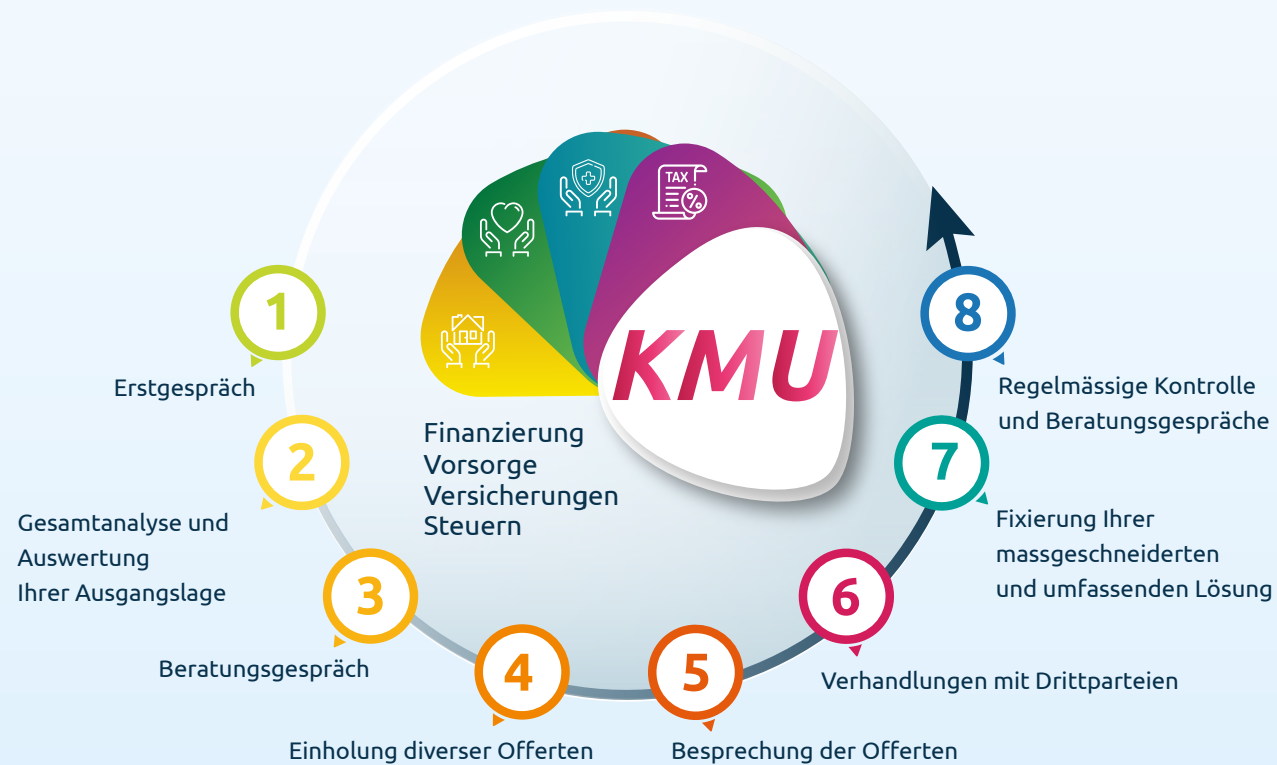 TAX
%
KMU
Finanzierung
Vorsorge
Versicherungen
Steuern
1
Erstgespräch
2
Gesamtanalyse und
Auswertung
Ihrer Ausgangslage
3
Beratungsgespräch
4
Einholung diverser Offerten
5
Besprechung der Offerten
6
Verhandlungen mit Drittparteien
7
Fixierung Ihrer
massgeschneiderten
und umfassenden Lösung
8
Regelmässige Kontrolle
und Beratungsgespräche